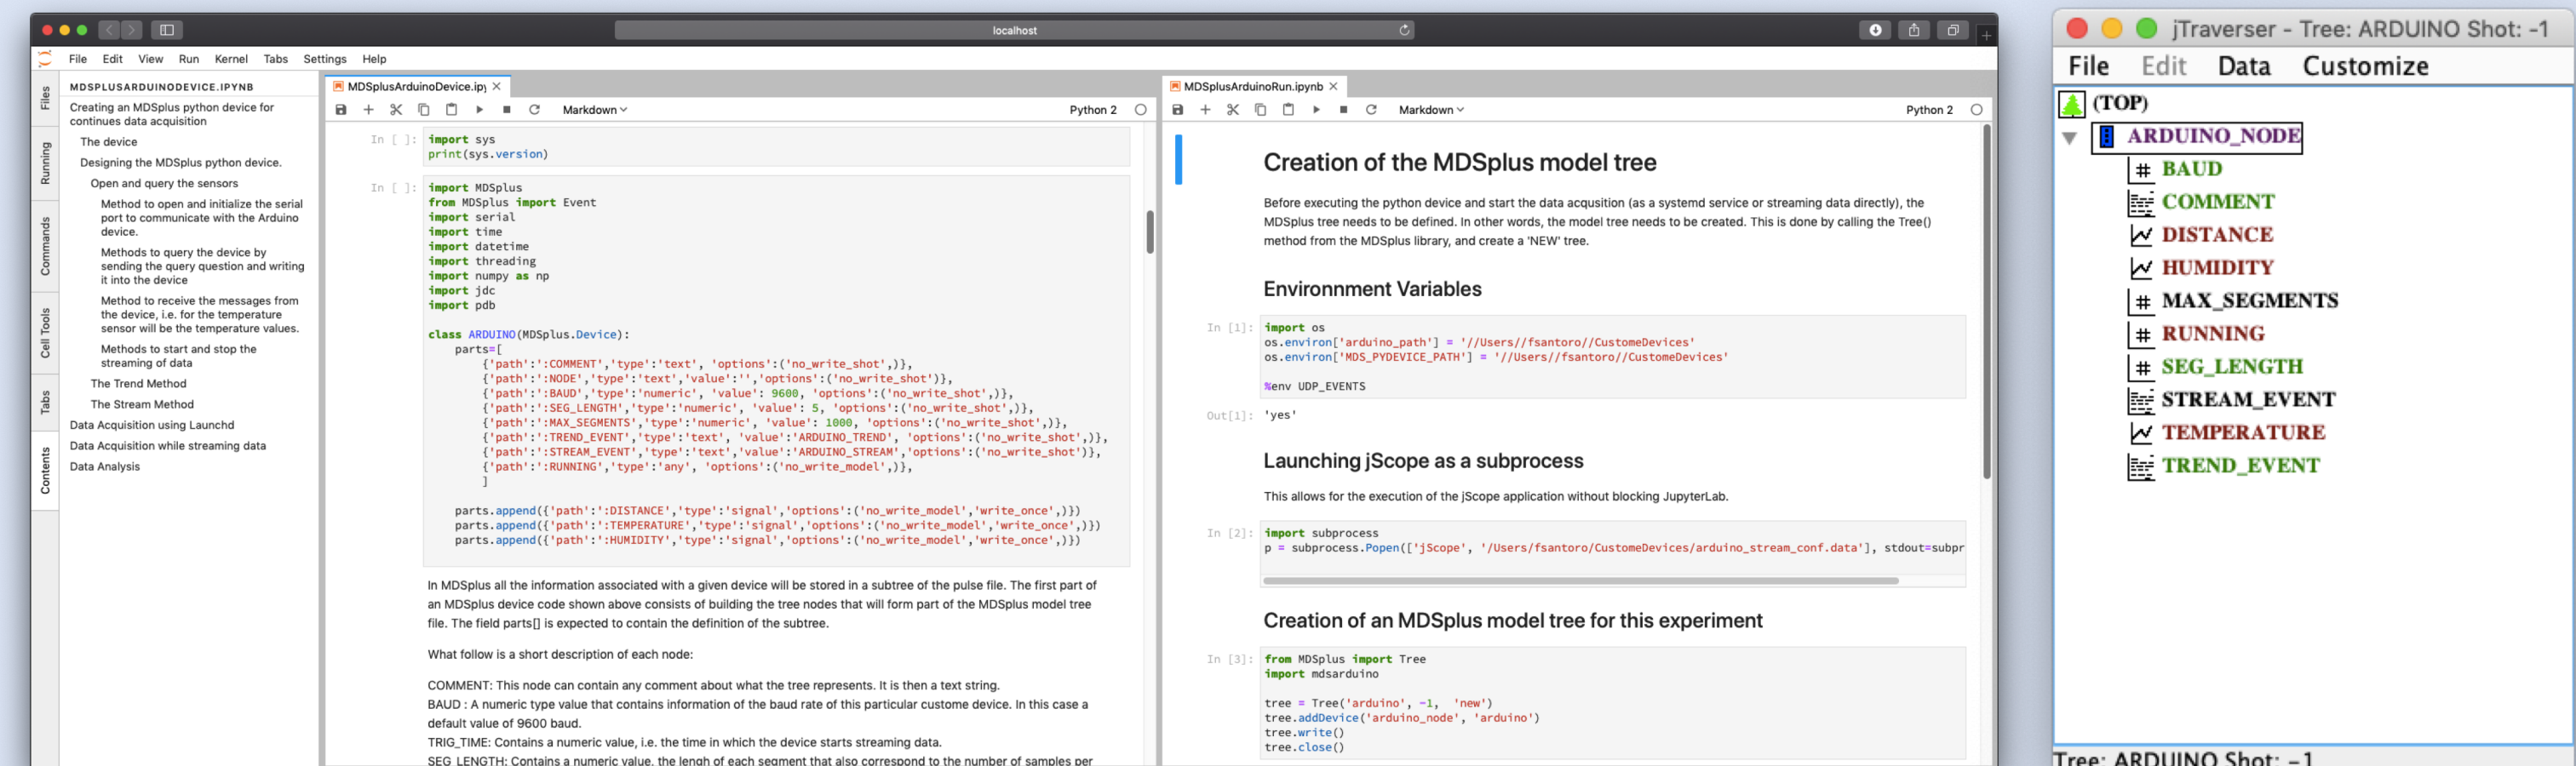 localhost
File Edit View Run Kernel Tabs Settings Help
Files
Running
Commands
Cell Tools
Tabs
Contents
MDSPLUSARDUINODEVICE.IPYNB
Creating an MDSplus python device for
continues data acquisition
The device
Designing the MDSplus python device.
Open and query the sensors
Method to open and initialize the serial
port to communicate with the Arduino
device.
Methods to query the device by
sending the query question and writing
it into the device
Method to receive the messages from
the device, i.e. for the temperature
sensor will be the temperature values.
Methods to start and stop the
streaming of data
The Trend Method
The Stream Method
Data Acquisition using Launchd
Data Acquisition while streaming data
Data Analysis
MDSplusArduinoDevice.ipy
Markdown
Python 2
In [ ]: import sys
print(sys.version)
In [ ]: import MDSplus
from MDSplus import Event
import serial
import time
import datetime
import threading
import numpy as np
import jdc
import pdb
class ARDUINO(MDSplus.Device):
parts=[
{'path':':COMMENT','type':'text', 'options':('no_write_shot',)},
{'path':':NODE','type':'text','value':'','options':('no_write_shot')},
{'path':':BAUD','type':'numeric', 'value': 9600, 'options':('no_write_shot',)},
{'path':':SEG_LENGTH','type':'numeric', 'value': 5, 'options':('no_write_shot',)},
{'path':':MAX_SEGMENTS','type':'numeric', 'value': 1000, 'options':('no_write_shot',)},
{'path':':TREND_EVENT','type':'text', 'value':'ARDUINO_TREND', 'options':('no_write_shot',)},
{'path':':STREAM_EVENT','type':'text','value':'ARDUINO_STREAM','options':('no_write_shot')},
{'path':':RUNNING','type':'any', 'options':('no_write_model',)},
]
parts.append({'path':':DISTANCE','type':'signal','options':('no_write_model','write_once',)})
parts.append({'path':':TEMPERATURE','type':'signal','options':('no_write_model','write_once',)})
parts.append({'path':':HUMIDITY','type':'signal','options':('no_write_model','write_once',)})
In MDSplus all the information associated with a given device will be stored in a subtree of the pulse file. The first part of
an MDSplus device code shown above consists of building the tree nodes that will form part of the MDSplus model tree
file. The field parts[] is expected to contain the definition of the subtree.
What follow is a short description of each node:
COMMENT: This node can contain any comment about what the tree represents. It is then a text string.
BAUD : A numeric type value that contains information of the baud rate of this particular custome device. In this case a
default value of 9600 baud.
TRIG_TIME: Contains a numeric value, i.e. the time in which the device starts streaming data.
SEG_LENGTH: Contains a numeric value, the lengh of each segment that also correspond to the number of samples per
MDSplusArduinoRun.ipynb
Markdown
Python 2
Creation of the MDSplus model tree
Before executing the python device and start the data acqusition (as a systemd service or streaming data directly), the
MDSplus tree needs to be defined. In other words, the model tree needs to be created. This is done by calling the Tree()
method from the MDSplus library, and create a 'NEW' tree.
Environnment Variables
In [1]: import os
os.environ['arduino_path'] = '//Users//fsantoro//CustomeDevices'
os.environ['MDS_PYDEVICE_PATH'] = '//Users//fsantoro//CustomeDevices'
%env UDP_EVENTS
Out[1]: 'yes'
Launching jScope as a subprocess
This allows for the execution of the jScope application without blocking JupyterLab.
In [2]: import subprocess
p = subprocess.Popen(['jScope', '/Users/fsantoro/CustomeDevices/arduino_stream_conf.data'], stdout=subpr
Creation of an MDSplus model tree for this experiment
In [3]: from MDSplus import Tree
import mdsarduino
tree = Tree('arduino', -1, 'new')
tree.addDevice('arduino_node', 'arduino')
tree.write()
tree.close()
jTraverser - Tree: ARDUINO Shot: -1
File Edit Data Customize
(TOP)
ARDUINO_NODE
BAUD
COMMENT
DISTANCE
HUMIDITY
MAX_SEGMENTS
RUNNING
SEG_LENGTH
STREAM_EVENT
TEMPERATURE
TREND_EVENT
Tree: ARDUINO Shot: -1